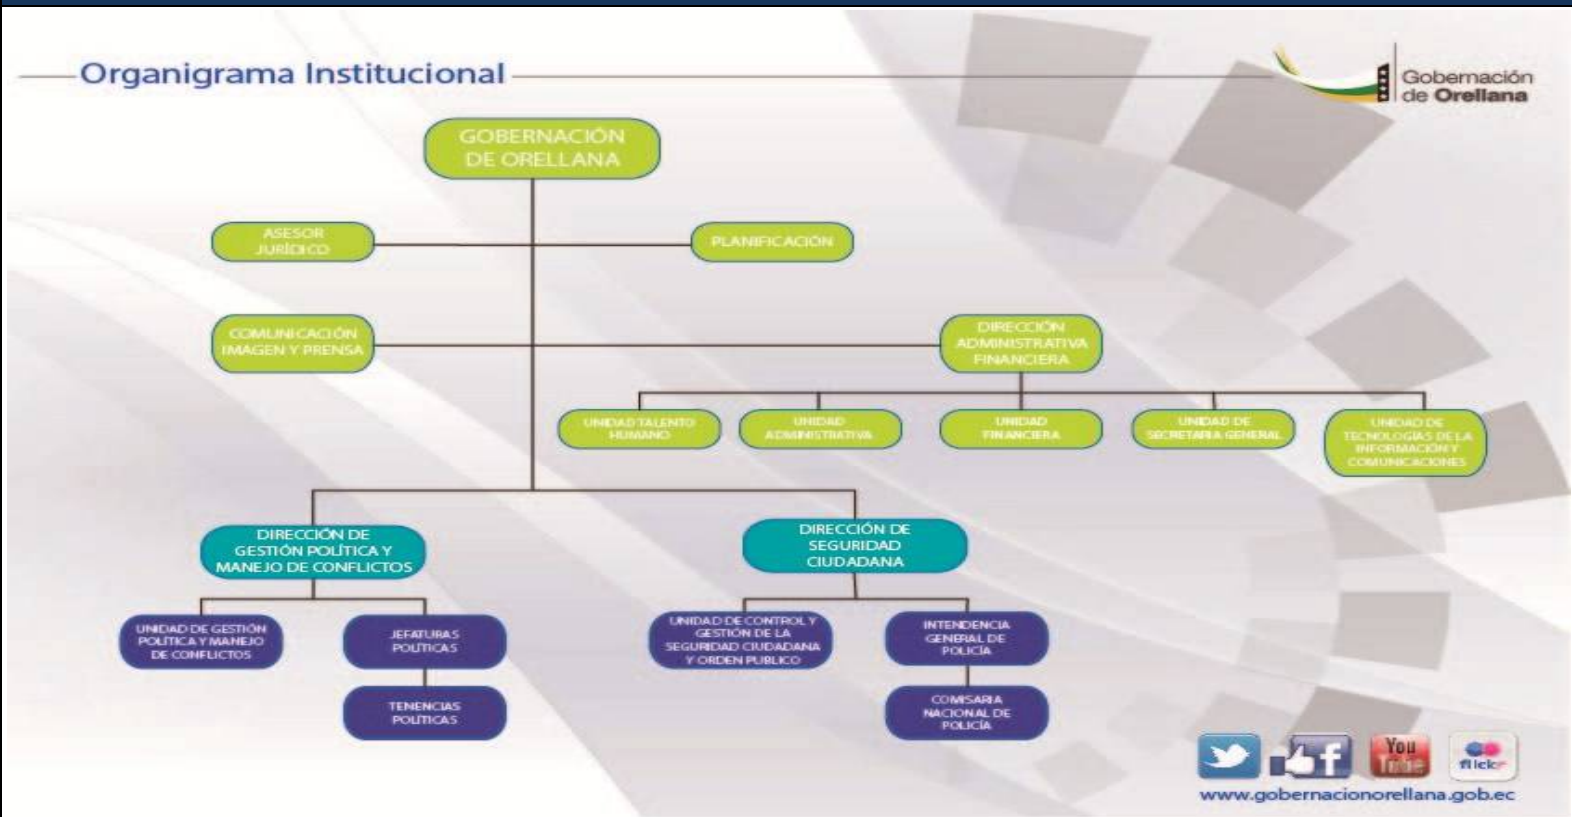 Organigrama Institucional
Gobernación
de Orellana
GOBERNACIÓN
DE ORELLANA
ASESOR
JURÍDICO
PLANIFICACIÓN
COMUNICACIÓN
IMAGEN Y PRENSA
DIRECCIÓN
ADMINISTRATIVA
FINANCIERA
UNIDAD TALENTO
HUMANO
UNIDAD
ADMINISTRATIVA
UNIDAD
FINANCIERA
UNIDAD DE
SECRETARIA GENERAL
UNIDAD DE
TECNOLOGÍAS DE LA
INFORMACIÓN Y
COMUNICACIONES
DIRECCIÓN DE
GESTIÓN POLÍTICA Y
MANEJO DE CONFLICTOS
DIRECCIÓN DE
SEGURIDAD
CIUDADANA
UNIDAD DE GESTIÓN
POLÍTICA Y MANEJO
DE CONFLICTOS
JEFATURAS
POLÍTICAS
UNIDAD DE CONTROL Y
GESTIÓN DE LA
SEGURIDAD CIUDADANA
Y ORDEN PUBLICO
INTENDENCIA
GENERAL DE
POLICÍA
TENENCIAS
POLÍTICAS
COMISARIA
NACIONAL DE
POLICÍA
f
You
Tube
flickr
www.gobernacionorellana.gob.ec